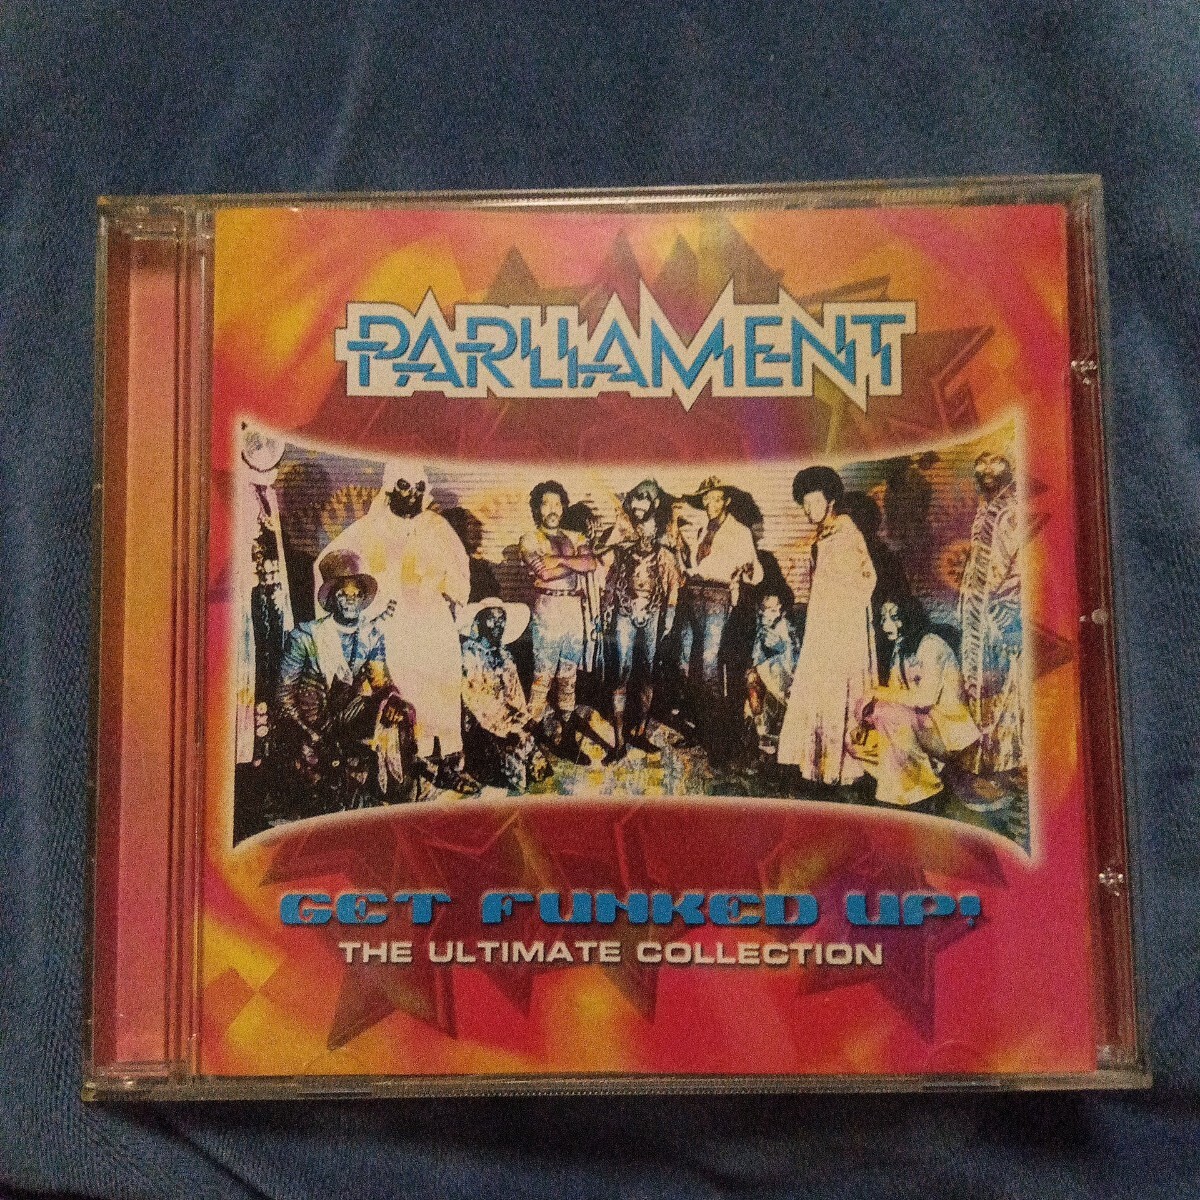 PARLIAMENT
GET FUNKED UP!
THE ULTIMATE COLLECTION